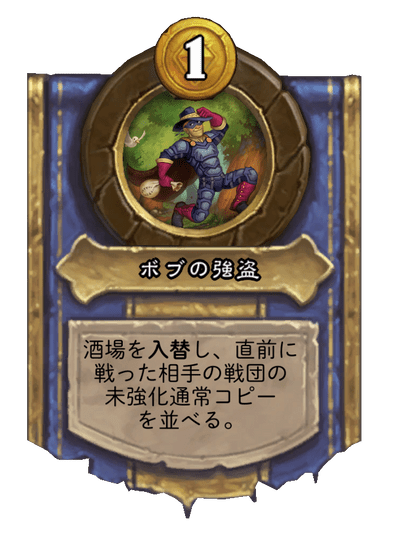 1
ボブの強盗
酒場を入替し、直前に
戦った相手の戦団の
未強化通常コピー
を並べる。